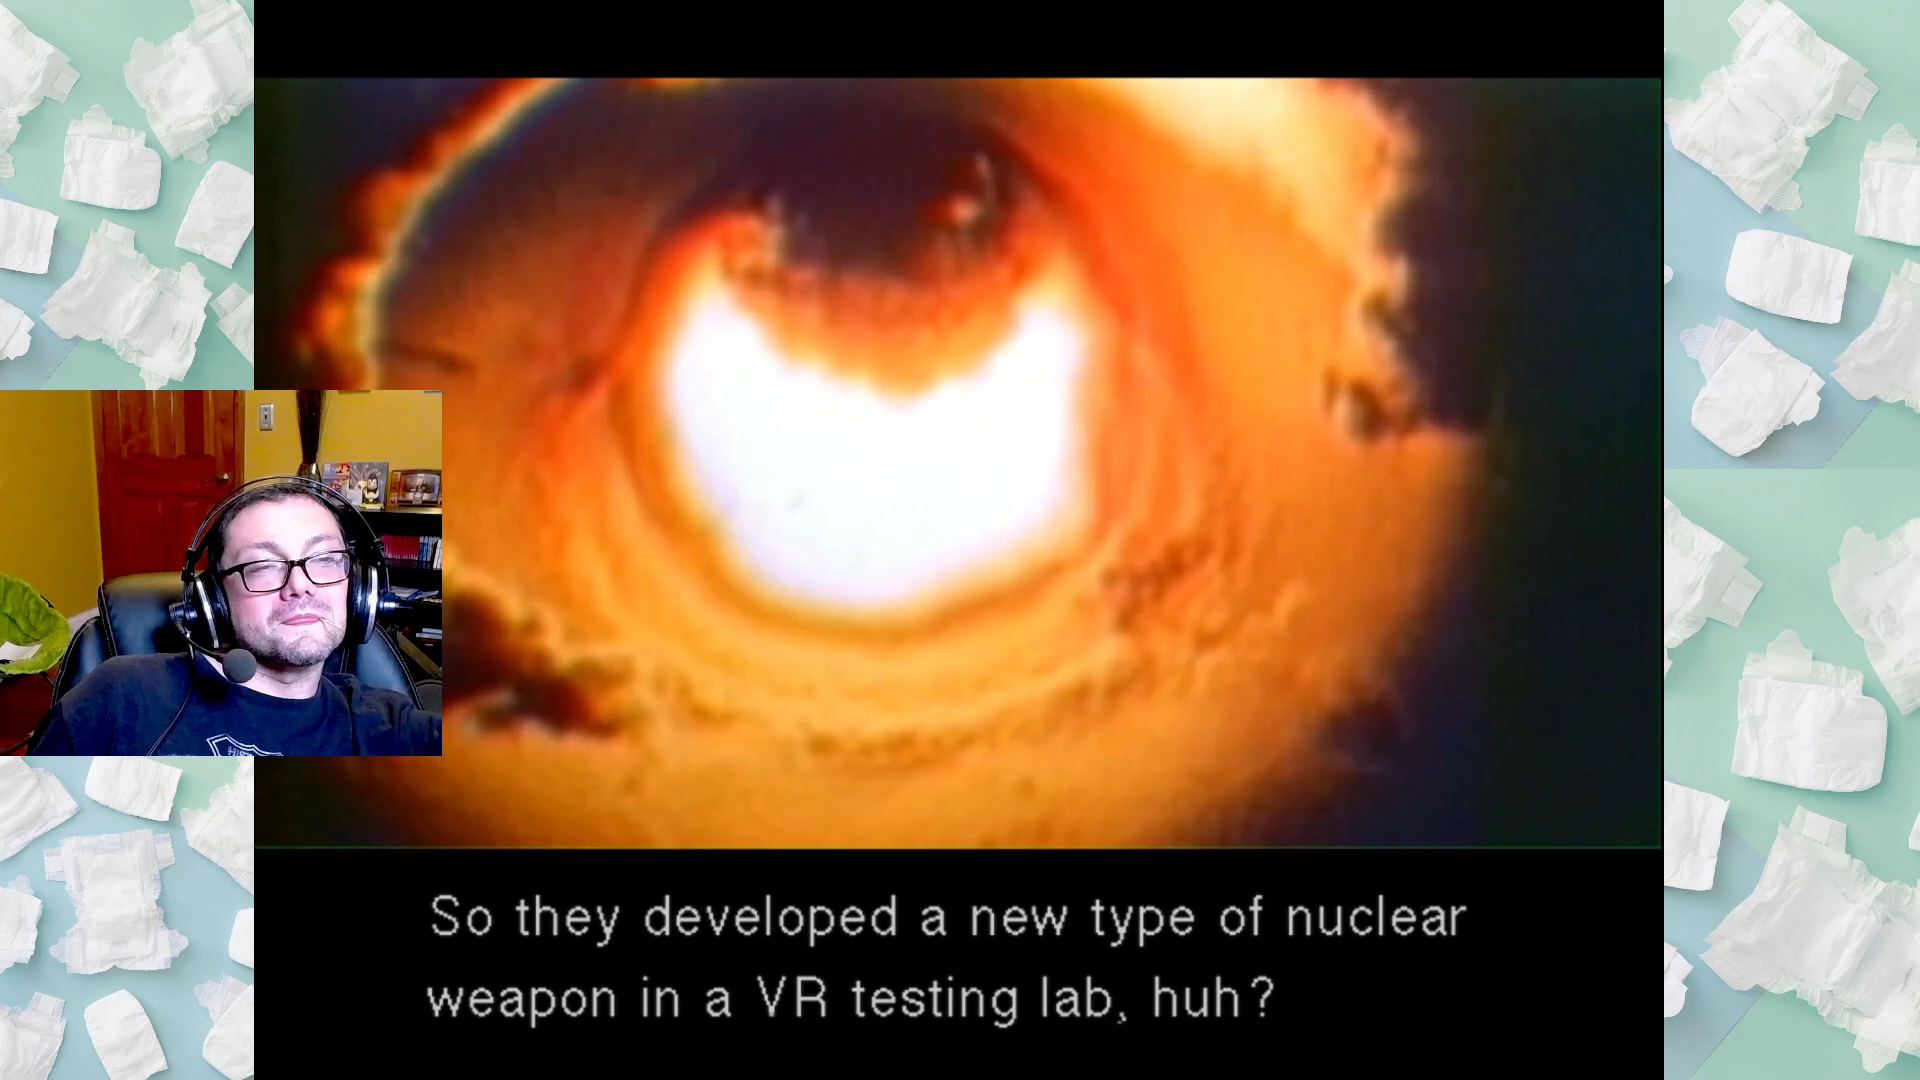 So they developed a new type of nuclear
weapon in a VR testing lab, huh?